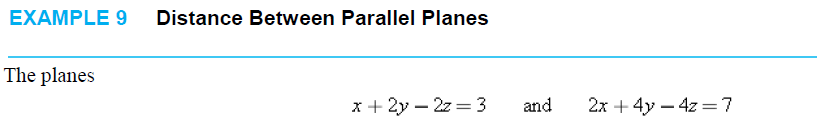 EXAMPLE 9 Distance Between Parallel Planes
The planes
x + 2y − 2z = 3 and 2x + 4y − 4z = 7